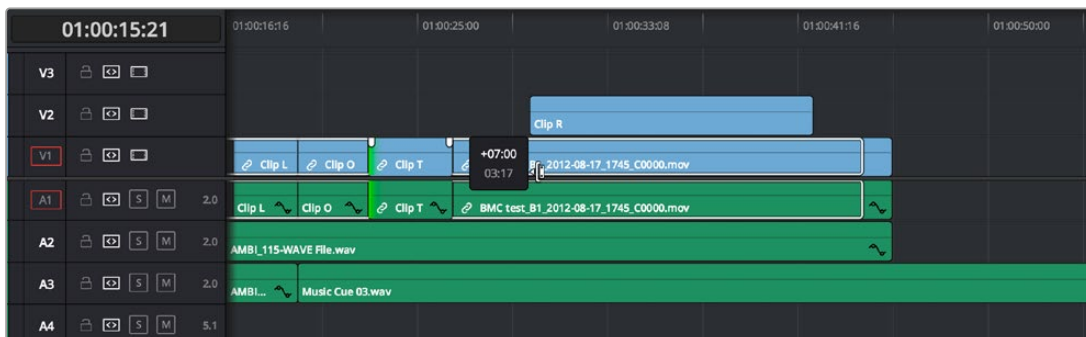 01:00:15:21
01:00:16:16 01:00:25:00 01:00:33:08 01:00:41:16 01:00:50:00
V3
V2 Clip R
V1 Clip L Clip O Clip T B1_2012-08-17_1745_C0000.mov
+07:00
03:17
A1 S M 2.0 Clip L Clip O Clip T BMC test_B1_2012-08-17_1745_C0000.mov
A2 S M 2.0 AMBI_115-WAVE File.wav
A3 S M 2.0 AMBI... Music Cue 03.wav
A4 S M 5.1